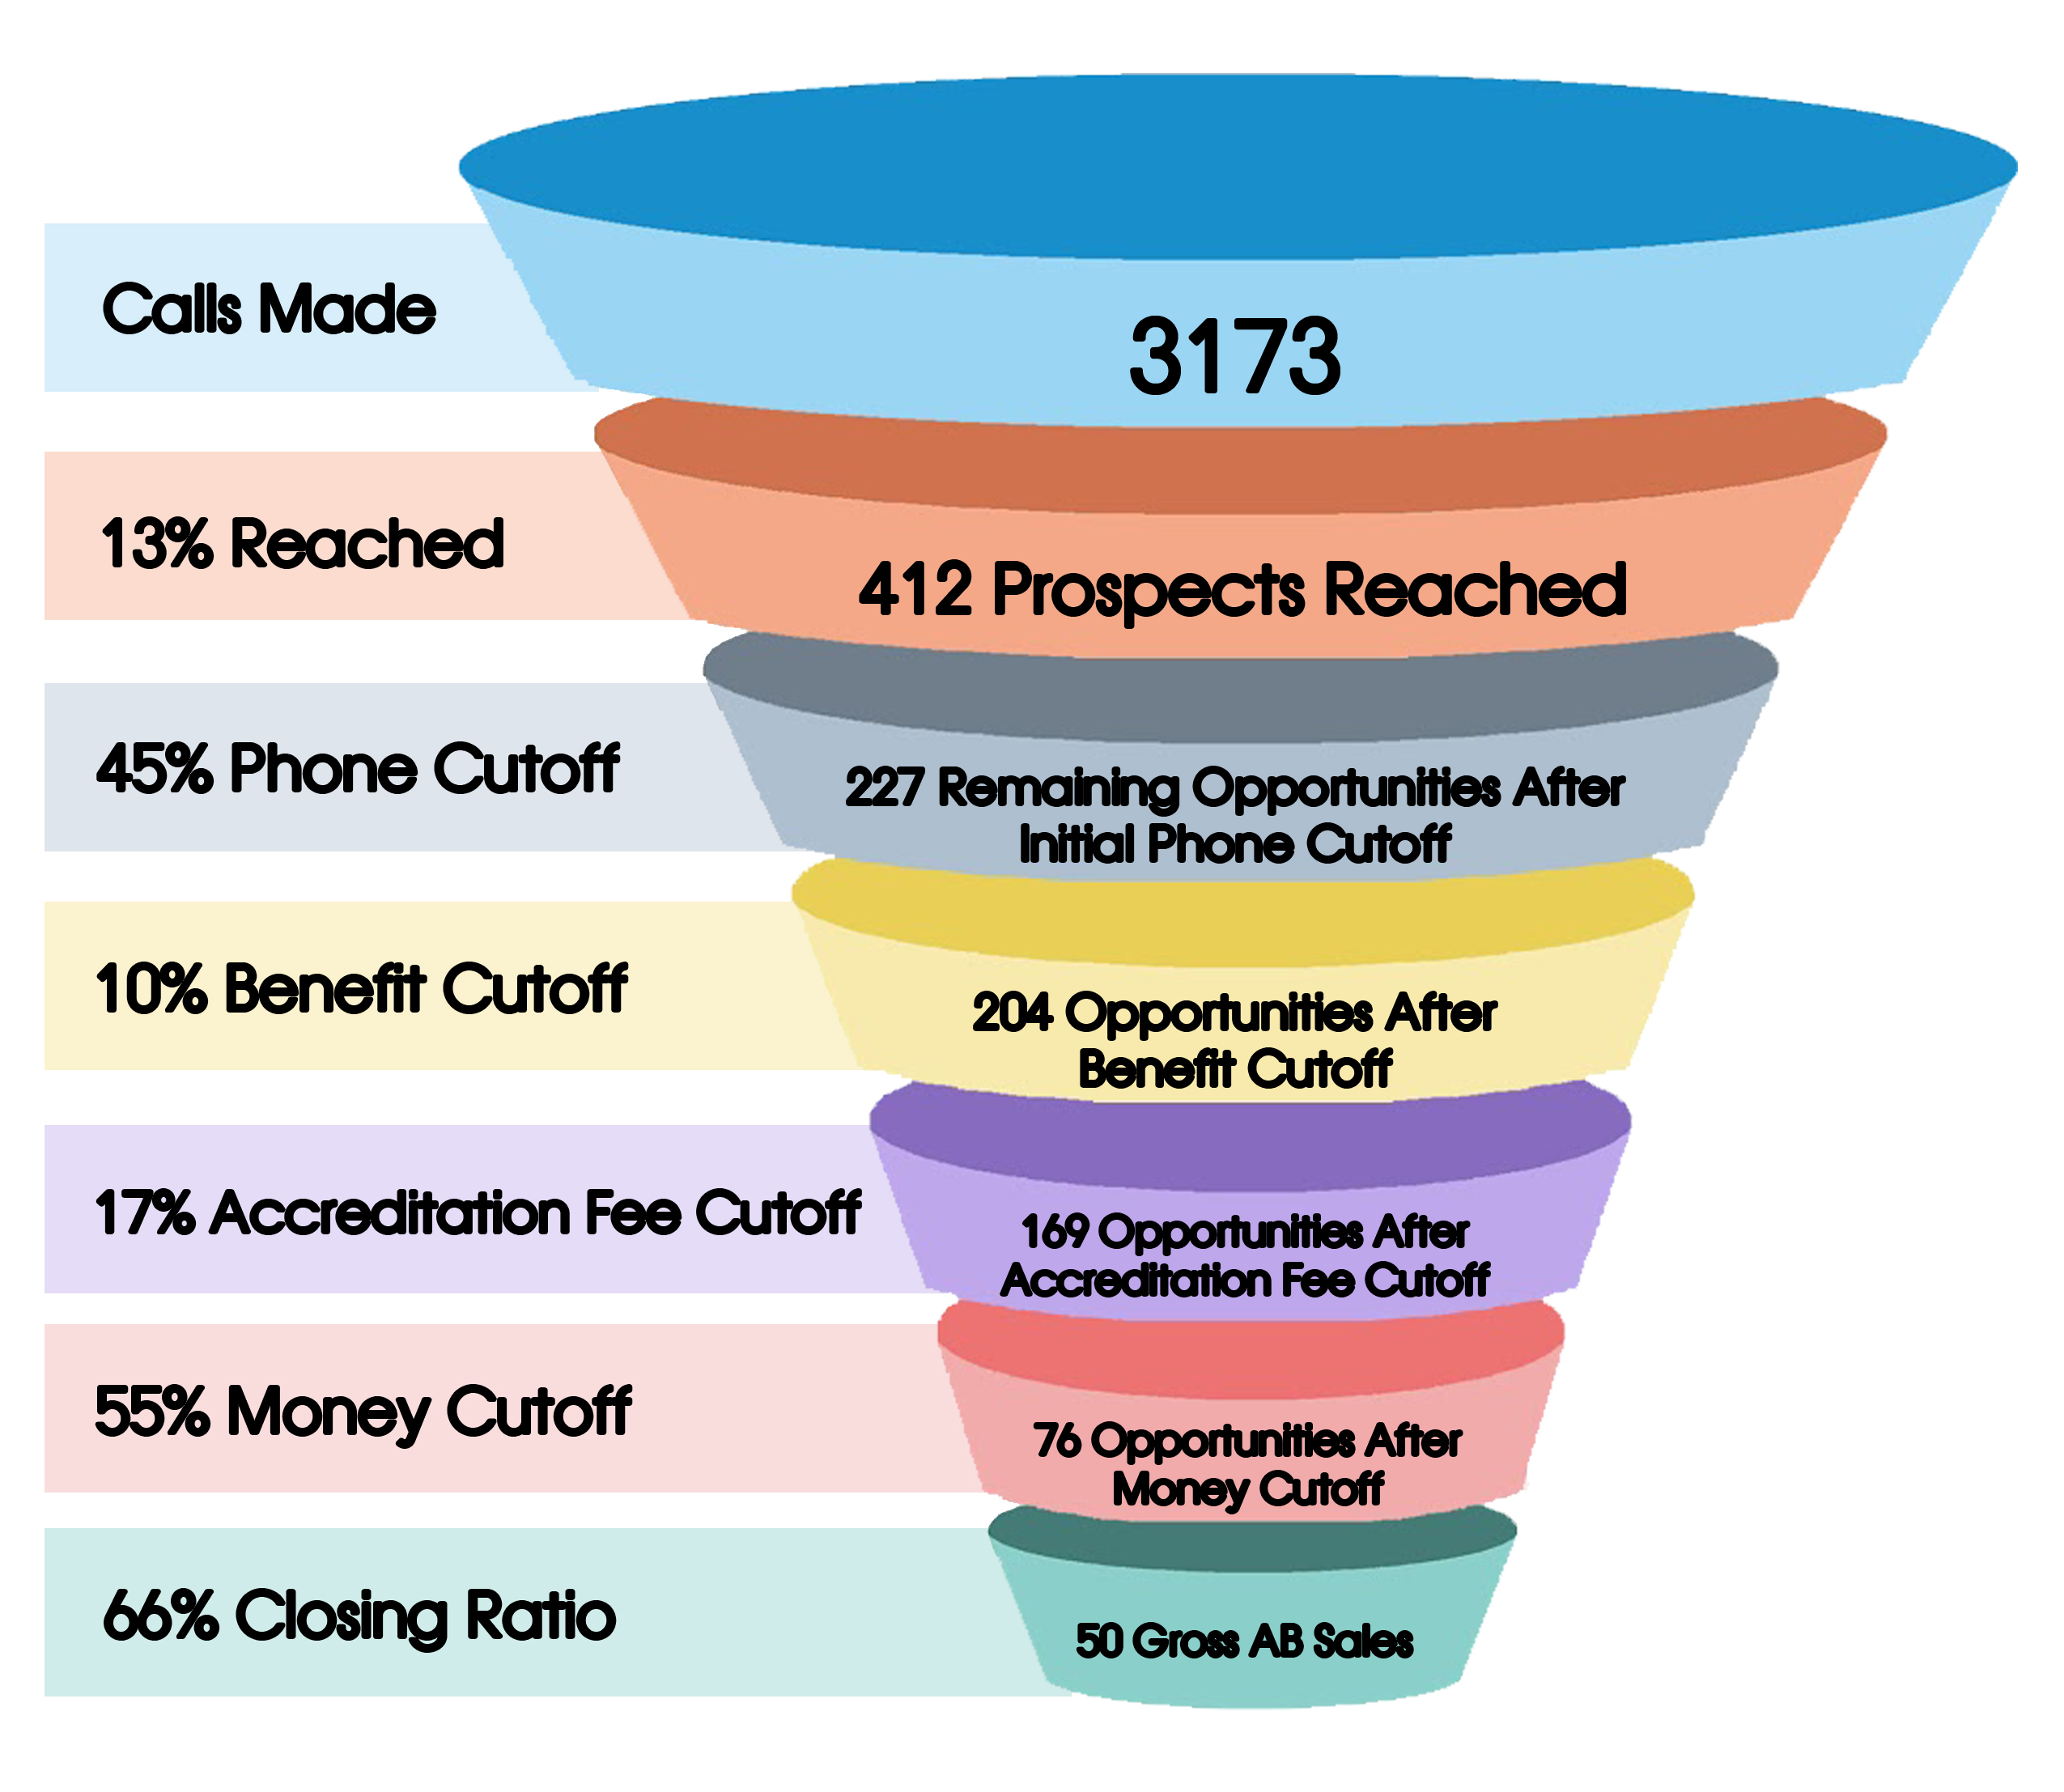 Calls Made
3173
13% Reached
412 Prospects Reached
45% Phone Cutoff
227 Remaining Opportunities After
Initial Phone Cutoff
10% Benefit Cutoff
204 Opportunities After
Benefit Cutoff
17% Accreditation Fee Cutoff
169 Opportunities After
Accreditation Fee Cutoff
55% Money Cutoff
76 Opportunities After
Money Cutoff
66% Closing Ratio
50 Gross AB Sales